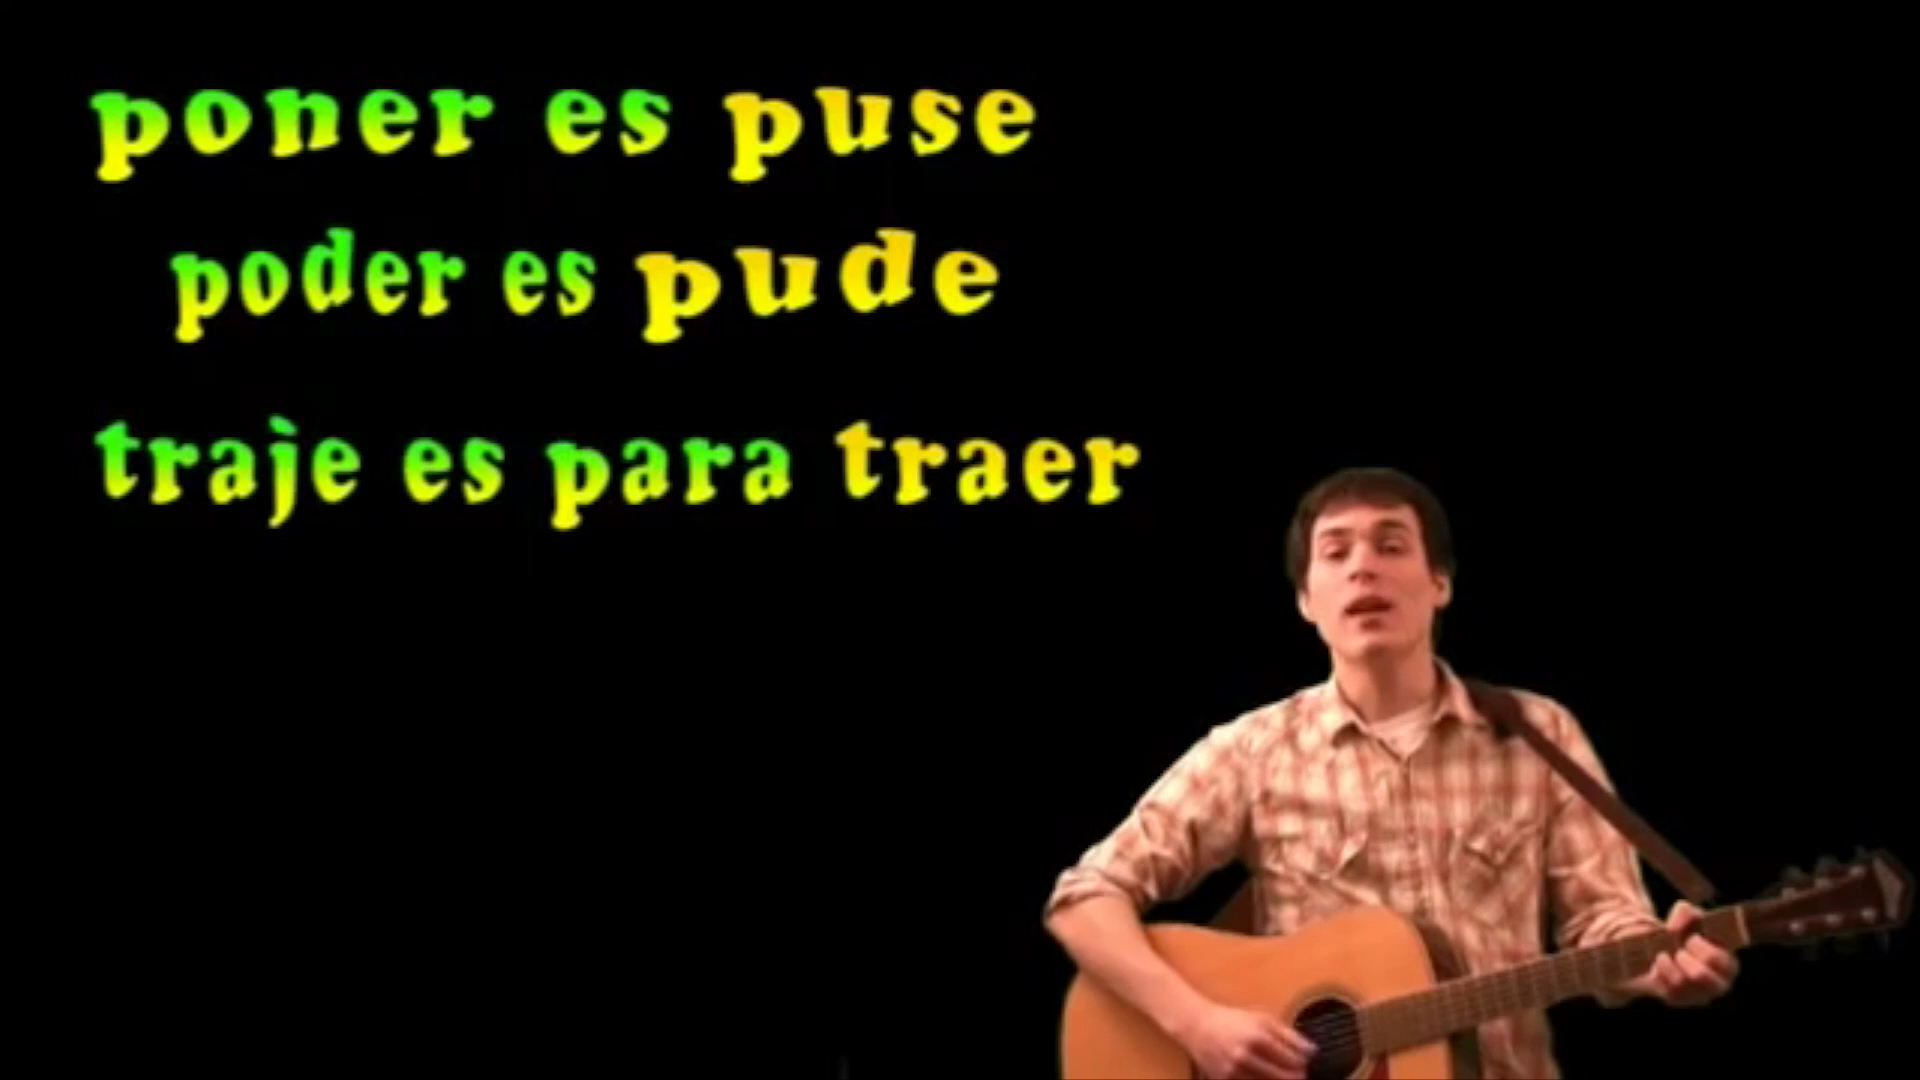 poner es puse
poder es pude
traje es para traer